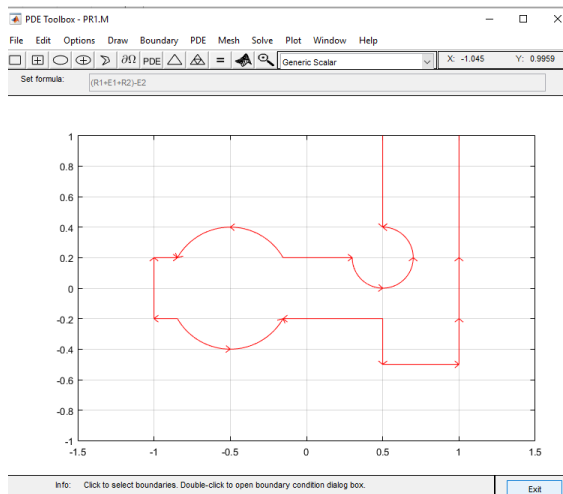 PDE Toolbox - PR1.M
File Edit Options Draw Boundary PDE Mesh Solve Plot Window Help
∂Ω PDE = Generic Scalar X: -1.045 Y: 0.9959
Set formula: (R1+E1+R2)-E2
1
0.8
0.6
0.4
0.2
0
-0.2
-0.4
-0.6
-0.8
-1
-1.5 -1 -0.5 0 0.5 1 1.5
Info: Click to select boundaries. Double-click to open boundary condition dialog box. Exit